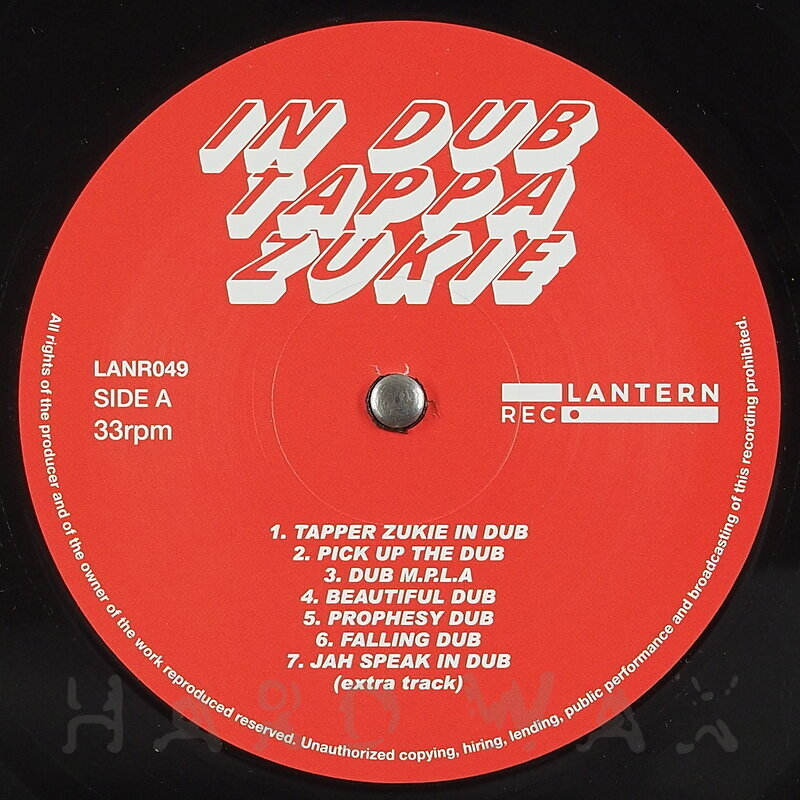 IN DUB
TAPPA
ZUKIE
LANR049
SIDE A
33rpm
LANTERN
REC
1. TAPPER ZUKIE IN DUB
2. PICK UP THE DUB
3. DUB M.P.L.A
4. BEAUTIFUL DUB
5. PROPHESY DUB
6. FALLING DUB
7. JAH SPEAK IN DUB
(extra track)
All rights of the producer and of the owner of the work reproduced reserved. Unauthorized copying, hiring, lending, public performance and broadcasting of this recording prohibited.
HARD WAX